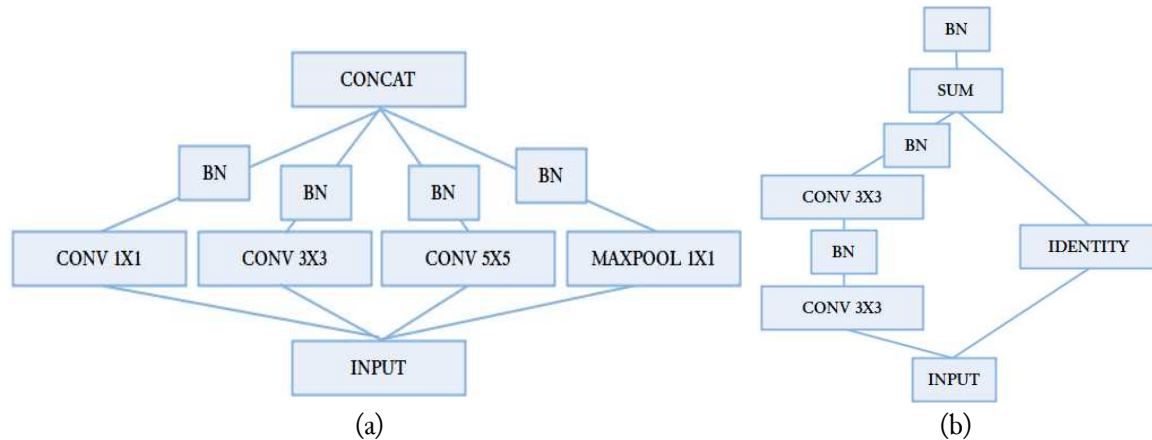 CONCAT
BN
BN
BN
BN
CONV 1X1
CONV 3X3
CONV 5X5
MAXPOOL 1X1
INPUT
(a)
BN
SUM
BN
CONV 3X3
BN
IDENTITY
CONV 3X3
INPUT
(b)